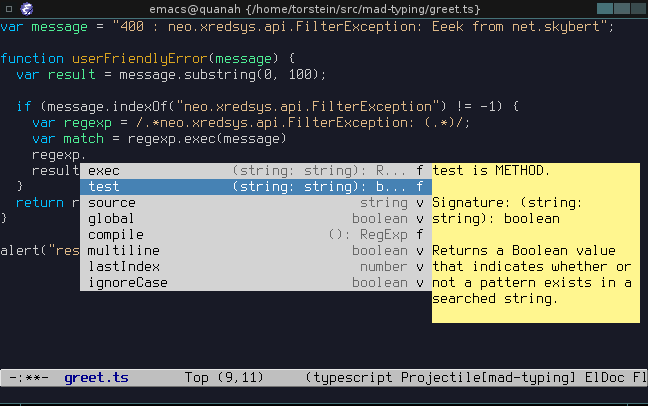 emacs@quanah {/home/torstein/src/mad-typing/greet.ts}
var message = "400 : neo.xredsys.api.FilterException: Eeek from net.skybert";
function userFriendlyError(message) {
var result = message.substring(0, 100);
if (message.indexOf("neo.xredsys.api.FilterException") != -1) {
var regexp = /.*neo.xredsys.api.FilterException: (.*)/;
var match = regexp.exec(message)
regexp.
result
exec (string: string): R... f
test is METHOD.
test (string: string): b... f
}
source string v
Signature: (string:
return r
global boolean v
string): boolean
}
compile (): RegExp f
alert("res
multiline boolean v
Returns a Boolean value
lastIndex number v
that indicates whether or
ignoreCase boolean v
not a pattern exists in a
searched string.
-:**- greet.ts Top (9,11) (typescript Projectile[mad-typing] ElDoc Fl